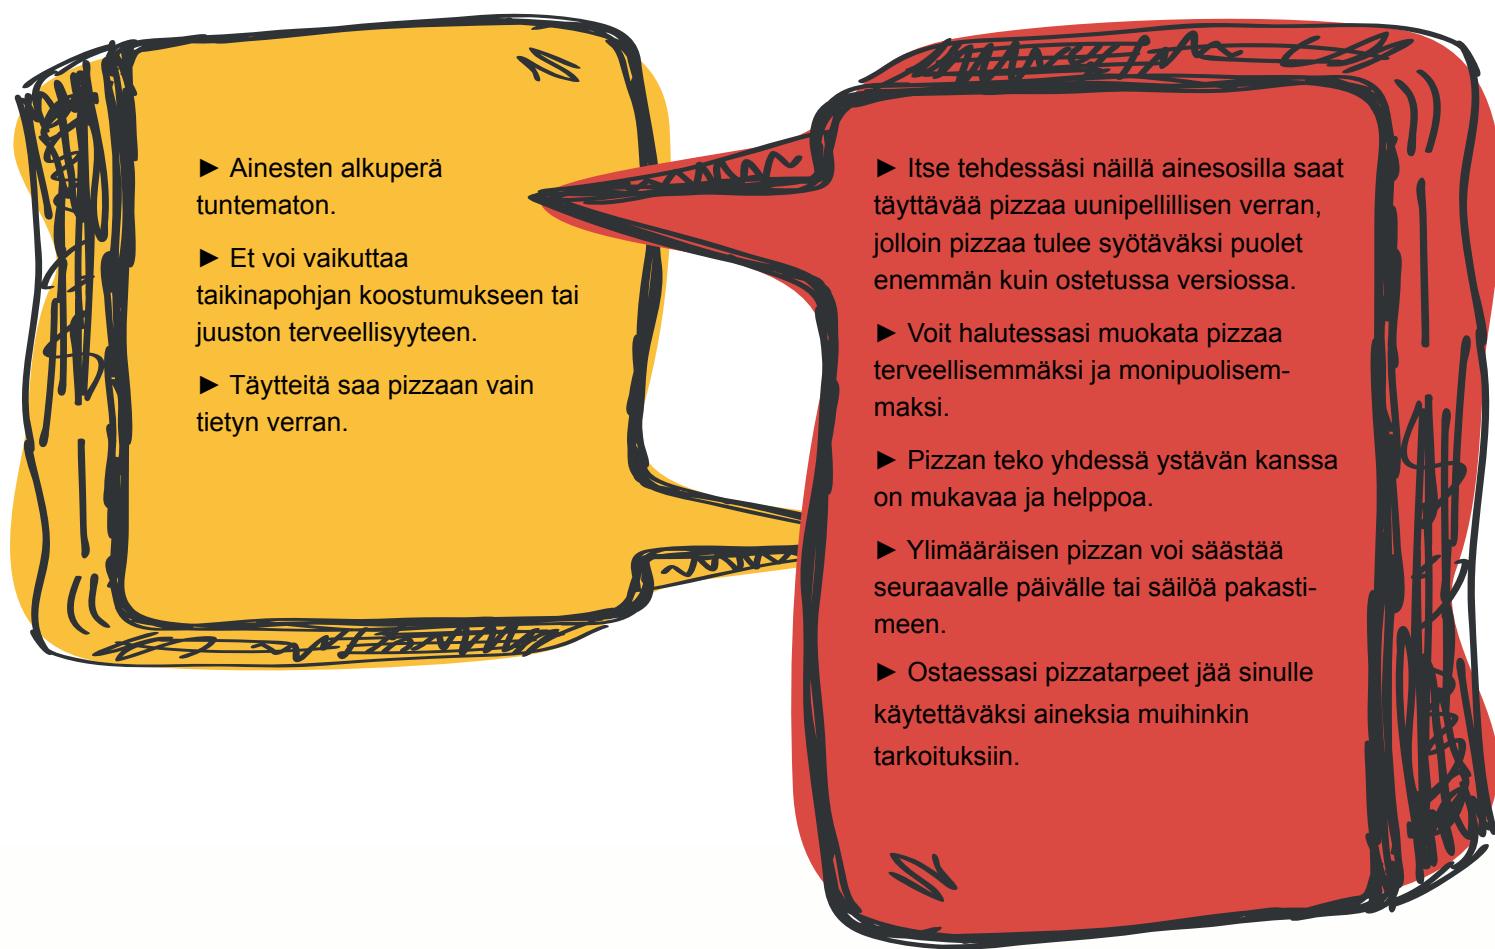 ► Ainesten alkuperä
tuntematon.
► Et voi vaikuttaa
taikinapohjan koostumukseen tai
juuston terveellisyyteen.
► Täytteitä saa pizzaan vain
tietyn verran.
► Itse tehdessäsi näillä ainesosilla saat
täyttävää pizzaa uunipellillisen verran,
jolloin pizzaa tulee syötäväksi puolet
enemmän kuin ostetussa versiossa.
► Voit halutessasi muokata pizzaa
terveellisemmäksi ja monipuolisem-
maksi.
► Pizzan teko yhdessä ystävän kanssa
on mukavaa ja helppoa.
► Ylimääräisen pizzan voi säästää
seuraavalle päivälle tai säilöä pakasti-
meen.
► Ostaessasi pizzatarpeet jää sinulle
käytettäväksi aineksia muihinkin
tarkoituksiin.